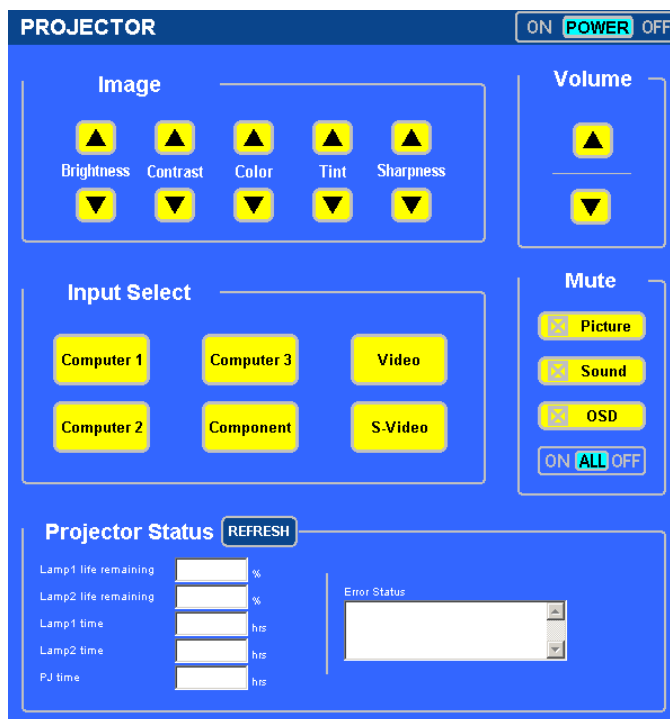 PROJECTOR
ON POWER OFF
Image
Brightness Contrast Color Tint Sharpness
Volume
Input Select
Computer 1 Computer 3 Video
Computer 2 Component S-Video
Mute
Picture
Sound
OSD
ON ALL OFF
Projector Status REFRESH
Lamp1 life remaining %
Lamp2 life remaining %
Lamp1 time hrs
Lamp2 time hrs
PJ time hrs
Error Status